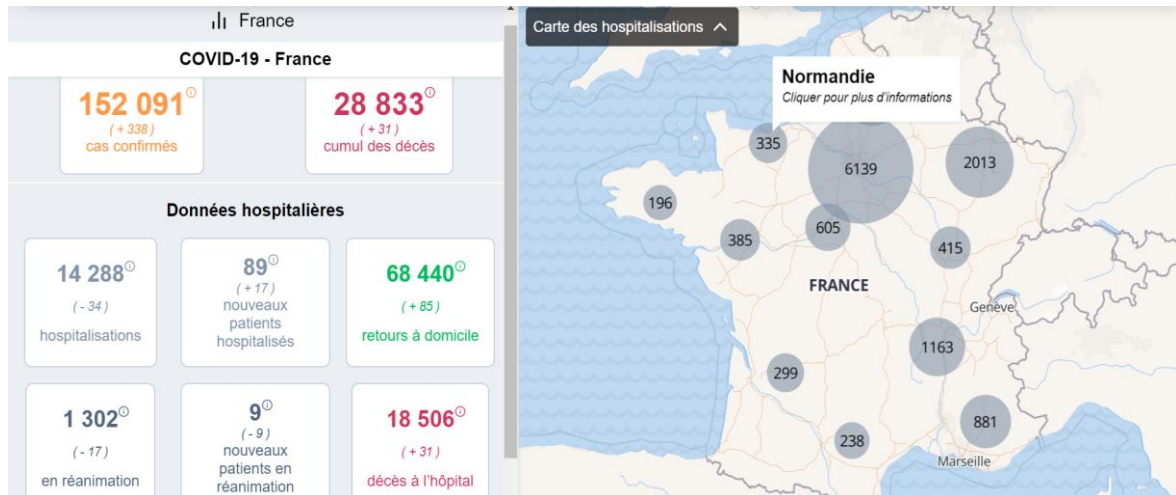 France
COVID-19 - France
152 091
( + 338 )
cas confirmés
28 833
( + 31 )
cumul des décès
Données hospitalières
14 288
( - 34 )
hospitalisations
89
( + 17 )
nouveaux
patients
hospitalisés
68 440
( + 85 )
retours à domicile
1 302
( - 17 )
en réanimation
9
( - 9 )
nouveaux
patients en
réanimation
18 506
( + 31 )
décès à l'hôpital
Carte des hospitalisations
Normandie
Cliquer pour plus d'informations
335
6139
2013
196
385
605
415
FRANCE
Genève
1163
299
881
238
Marseille